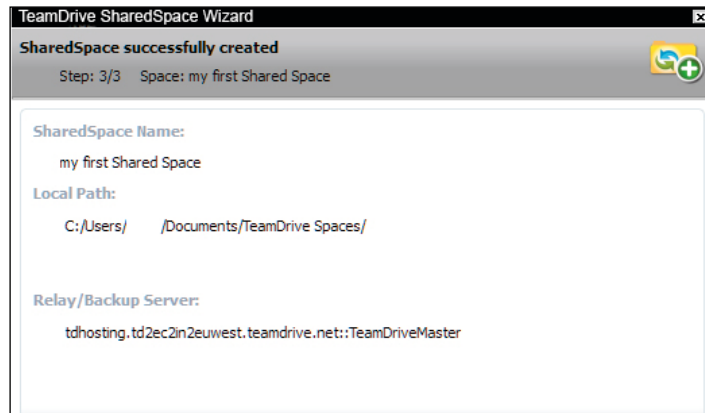 TeamDrive SharedSpace Wizard
SharedSpace successfully created
Step: 3/3 Space: my first Shared Space
SharedSpace Name:
my first Shared Space
Local Path:
C:/Users/ /Documents/TeamDrive Spaces/
Relay/Backup Server:
tdhosting.td2ec2in2euwest.teamdrive.net::TeamDriveMaster